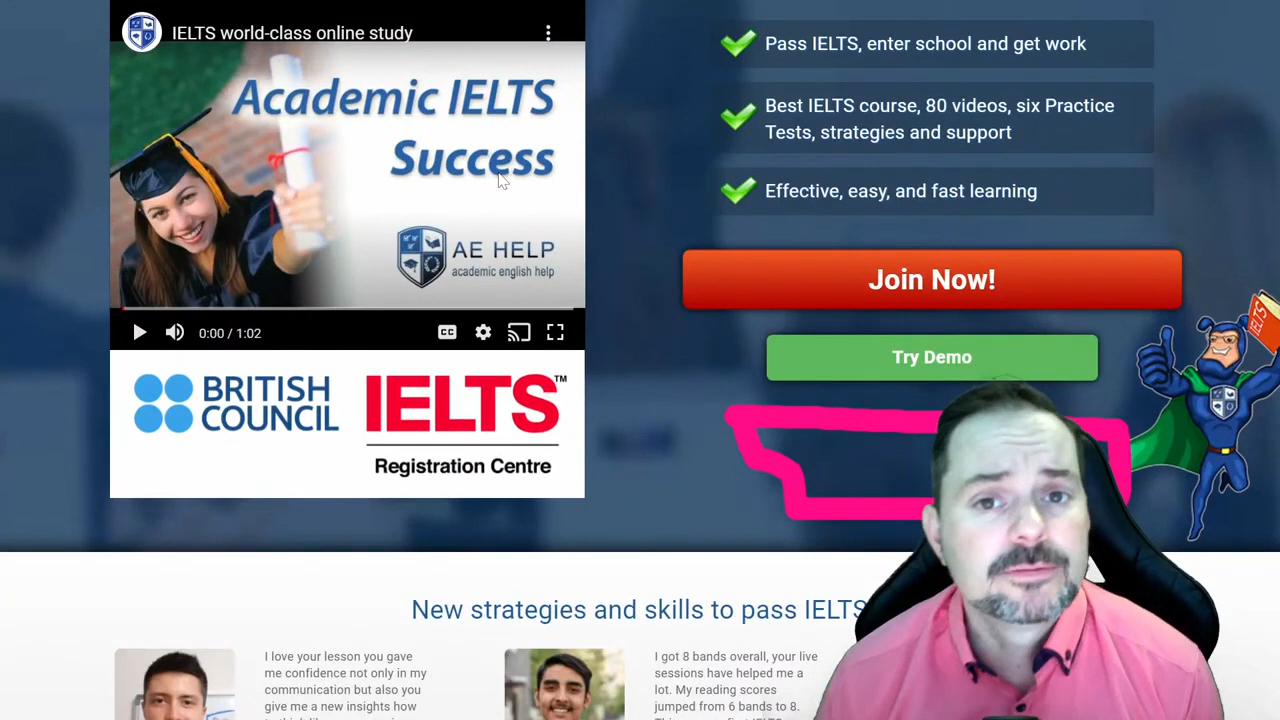 IELTS world-class online study
Academic IELTS
Success
AE HELP
academic english help
0:00 / 1:02
CC
BRITISH
COUNCIL
IELTS™
Registration Centre
Pass IELTS, enter school and get work
Best IELTS course, 80 videos, six Practice
Tests, strategies and support
Effective, easy, and fast learning
Join Now!
Try Demo
IELTS
New strategies and skills to pass IELTS
I love your lesson you gave
me confidence not only in my
communication but also you
give me a new insights how
I got 8 bands overall, your live
sessions have helped me a
lot. My reading scores
jumped from 6 bands to 8.